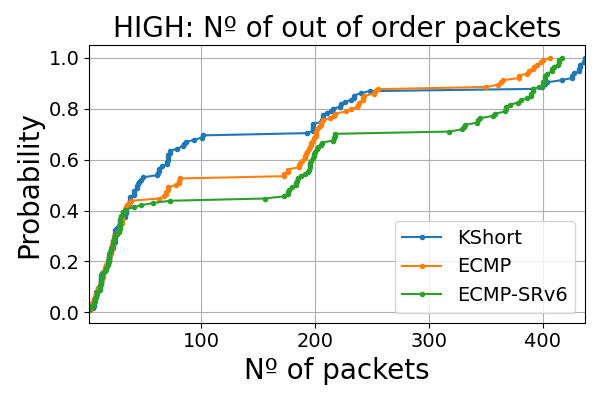 HIGH: Nº of out of order packets
Probability
1.0
0.8
0.6
0.4
0.2
0.0
KShort
ECMP
ECMP-SRv6
100
200
300
400
Nº of packets